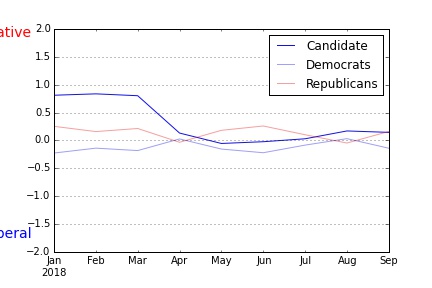 ative
2.0
1.5
1.0
0.5
0.0
−0.5
−1.0
−1.5
−2.0
beral
Candidate
Democrats
Republicans
Jan Feb Mar Apr May Jun Jul Aug Sep
2018